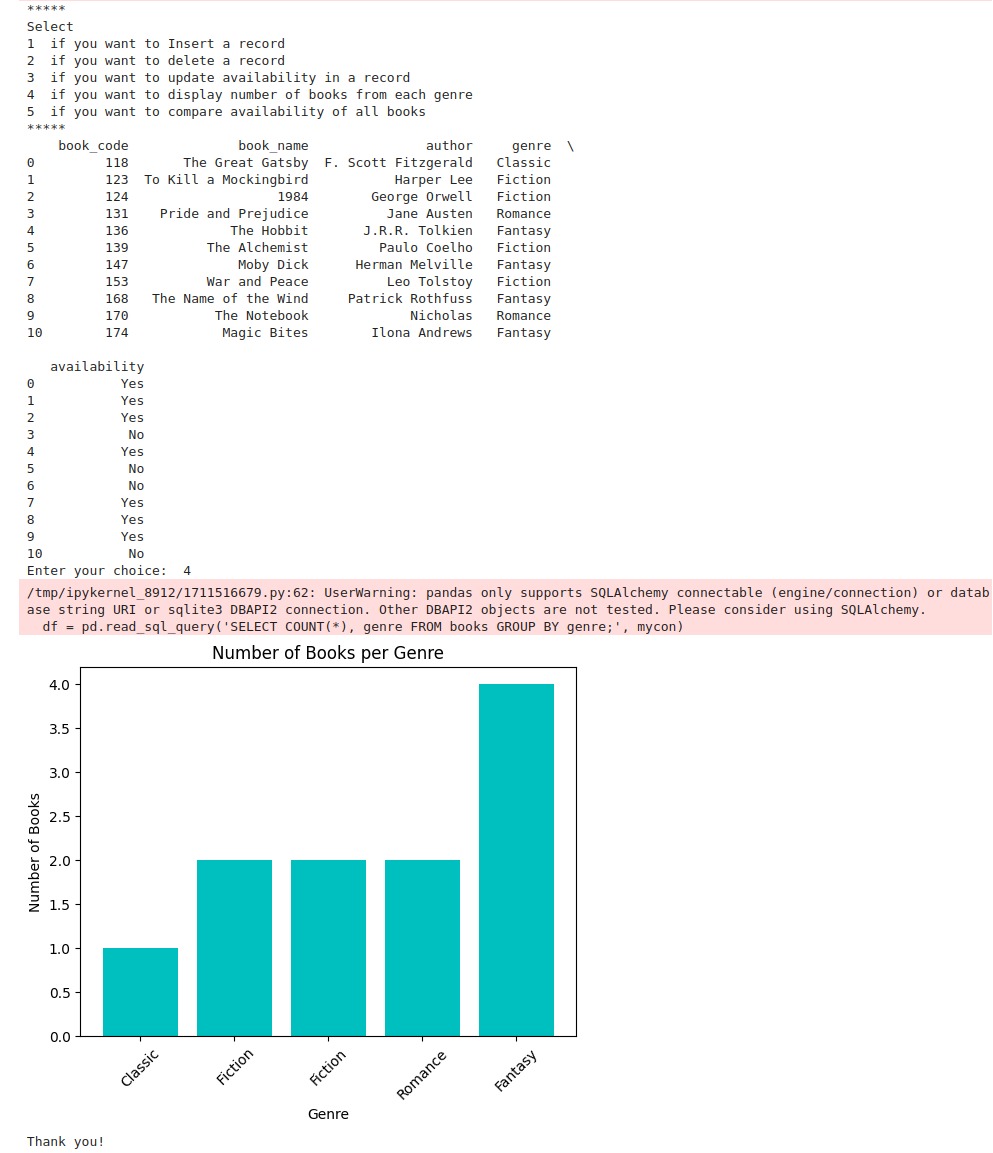 *****
Select
1  if you want to Insert a record
2  if you want to delete a record
3  if you want to update availability in a record
4  if you want to display number of books from each genre
5  if you want to compare availability of all books
*****
    book_code              book_name               author     genre  \
0         118       The Great Gatsby  F. Scott Fitzgerald   Classic
1         123  To Kill a Mockingbird           Harper Lee   Fiction
2         124                   1984        George Orwell   Fiction
3         131    Pride and Prejudice          Jane Austen   Romance
4         136             The Hobbit       J.R.R. Tolkien   Fantasy
5         139          The Alchemist         Paulo Coelho   Fiction
6         147              Moby Dick      Herman Melville   Fantasy
7         153          War and Peace          Leo Tolstoy   Fiction
8         168   The Name of the Wind     Patrick Rothfuss   Fantasy
9         170           The Notebook             Nicholas   Romance
10        174            Magic Bites        Ilona Andrews   Fantasy
   availability
0           Yes
1           Yes
2           Yes
3            No
4           Yes
5            No
6            No
7           Yes
8           Yes
9           Yes
10           No
Enter your choice:  4
/tmp/ipykernel_8912/1711516679.py:62: UserWarning: pandas only supports SQLAlchemy connectable (engine/connection) or datab
ase string URI or sqlite3 DBAPI2 connection. Other DBAPI2 objects are not tested. Please consider using SQLAlchemy.
  df = pd.read_sql_query('SELECT COUNT(*), genre FROM books GROUP BY genre;', mycon)
Number of Books per Genre
Number of Books
4.0
3.5
3.0
2.5
2.0
1.5
1.0
0.5
0.0
Classic
Fiction
Fiction
Romance
Fantasy
Genre
Thank you!